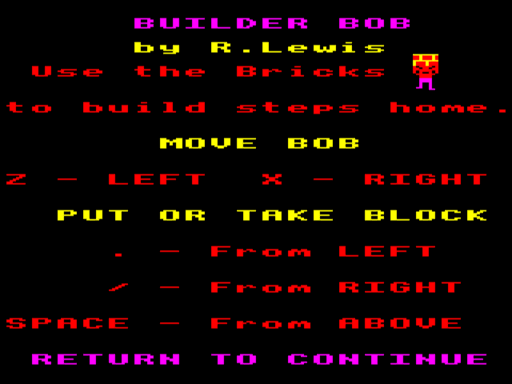 BUILDER BOB
by R.Lewis
Use the Bricks
to build steps home.
MOVE BOB
Z - LEFT X - RIGHT
PUT OR TAKE BLOCK
. - From LEFT
/ - From RIGHT
SPACE - From ABOVE
RETURN TO CONTINUE